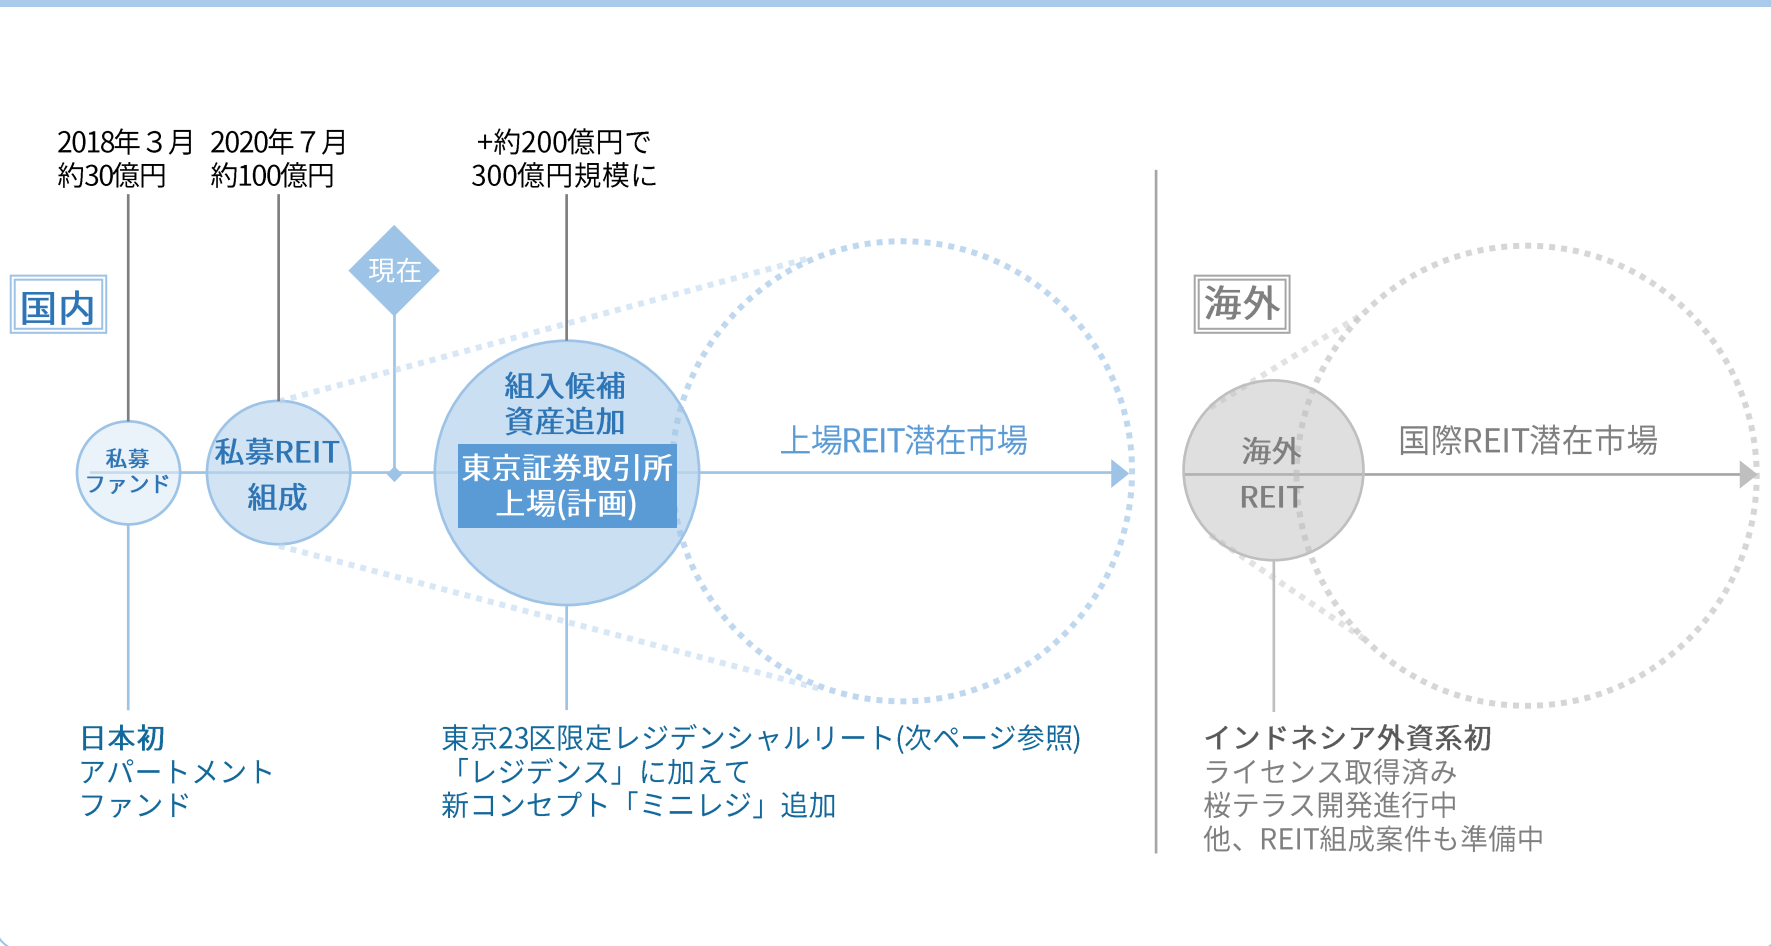 2018年３月
約30億円
2020年７月
約100億円
+約200億円で
300億円規模に
国内
現在
私募
ファンド
私募REIT
組成
組入候補
資産追加
東京証券取引所
上場(計画)
上場REIT潜在市場
日本初
アパートメント
ファンド
東京23区限定レジデンシャルリート(次ページ参照)
「レジデンス」に加えて
新コンセプト「ミニレジ」追加
海外
海外
REIT
国際REIT潜在市場
インドネシア外資系初
ライセンス取得済み
桜テラス開発進行中
他、REIT組成案件も準備中